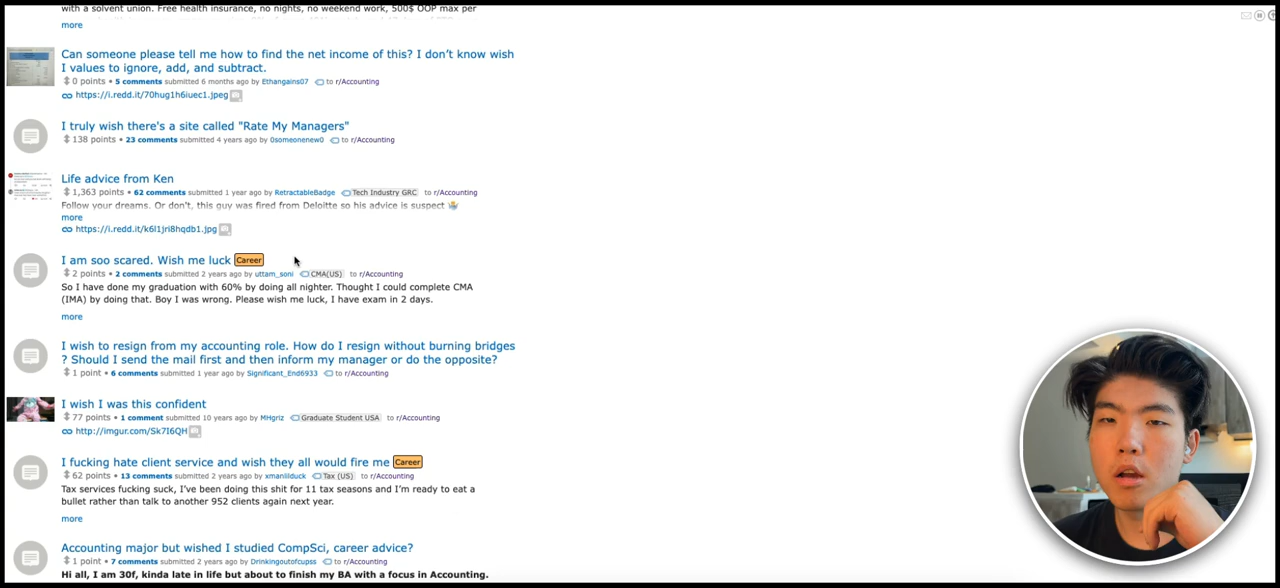 with a solvent union. Free health insurance, no nights, no weekend work, 500$ OOP max per
more
Can someone please tell me how to find the net income of this? I don’t know wish
I values to ignore, add, and subtract.
0 points • 5 comments submitted 6 months ago by Ethangains07 to r/Accounting
https://i.redd.it/70hug1h6iuec1.jpeg
I truly wish there's a site called "Rate My Managers"
138 points • 23 comments submitted 4 years ago by 0someonenew0 to r/Accounting
Life advice from Ken
1,363 points • 62 comments submitted 1 year ago by RetractableBadge Tech Industry GRC to r/Accounting
Follow your dreams. Or don't, this guy was fired from Deloitte so his advice is suspect
more
https://i.redd.it/k6l1jri8hqdb1.jpg
I am soo scared. Wish me luck Career
2 points • 2 comments submitted 2 years ago by uttam_soni CMA(US) to r/Accounting
So I have done my graduation with 60% by doing all nighter. Thought I could complete CMA
(IMA) by doing that. Boy I was wrong. Please wish me luck, I have exam in 2 days.
more
I wish to resign from my accounting role. How do I resign without burning bridges
? Should I send the mail first and then inform my manager or do the opposite?
1 point • 6 comments submitted 1 year ago by Significant_End6933 to r/Accounting
I wish I was this confident
77 points • 1 comment submitted 10 years ago by MHgriz Graduate Student USA to r/Accounting
http://imgur.com/Sk7I6QH
I fucking hate client service and wish they all would fire me Career
62 points • 13 comments submitted 2 years ago by xmanlilduck Tax (US) to r/Accounting
Tax services fucking suck, I’ve been doing this shit for 11 tax seasons and I’m ready to eat a
bullet rather than talk to another 952 clients again next year.
more
Accounting major but wished I studied CompSci, career advice?
1 point • 7 comments submitted 2 years ago by Drinkingoutofcupss to r/Accounting
Hi all, I am 30f, kinda late in life but about to finish my BA with a focus in Accounting.